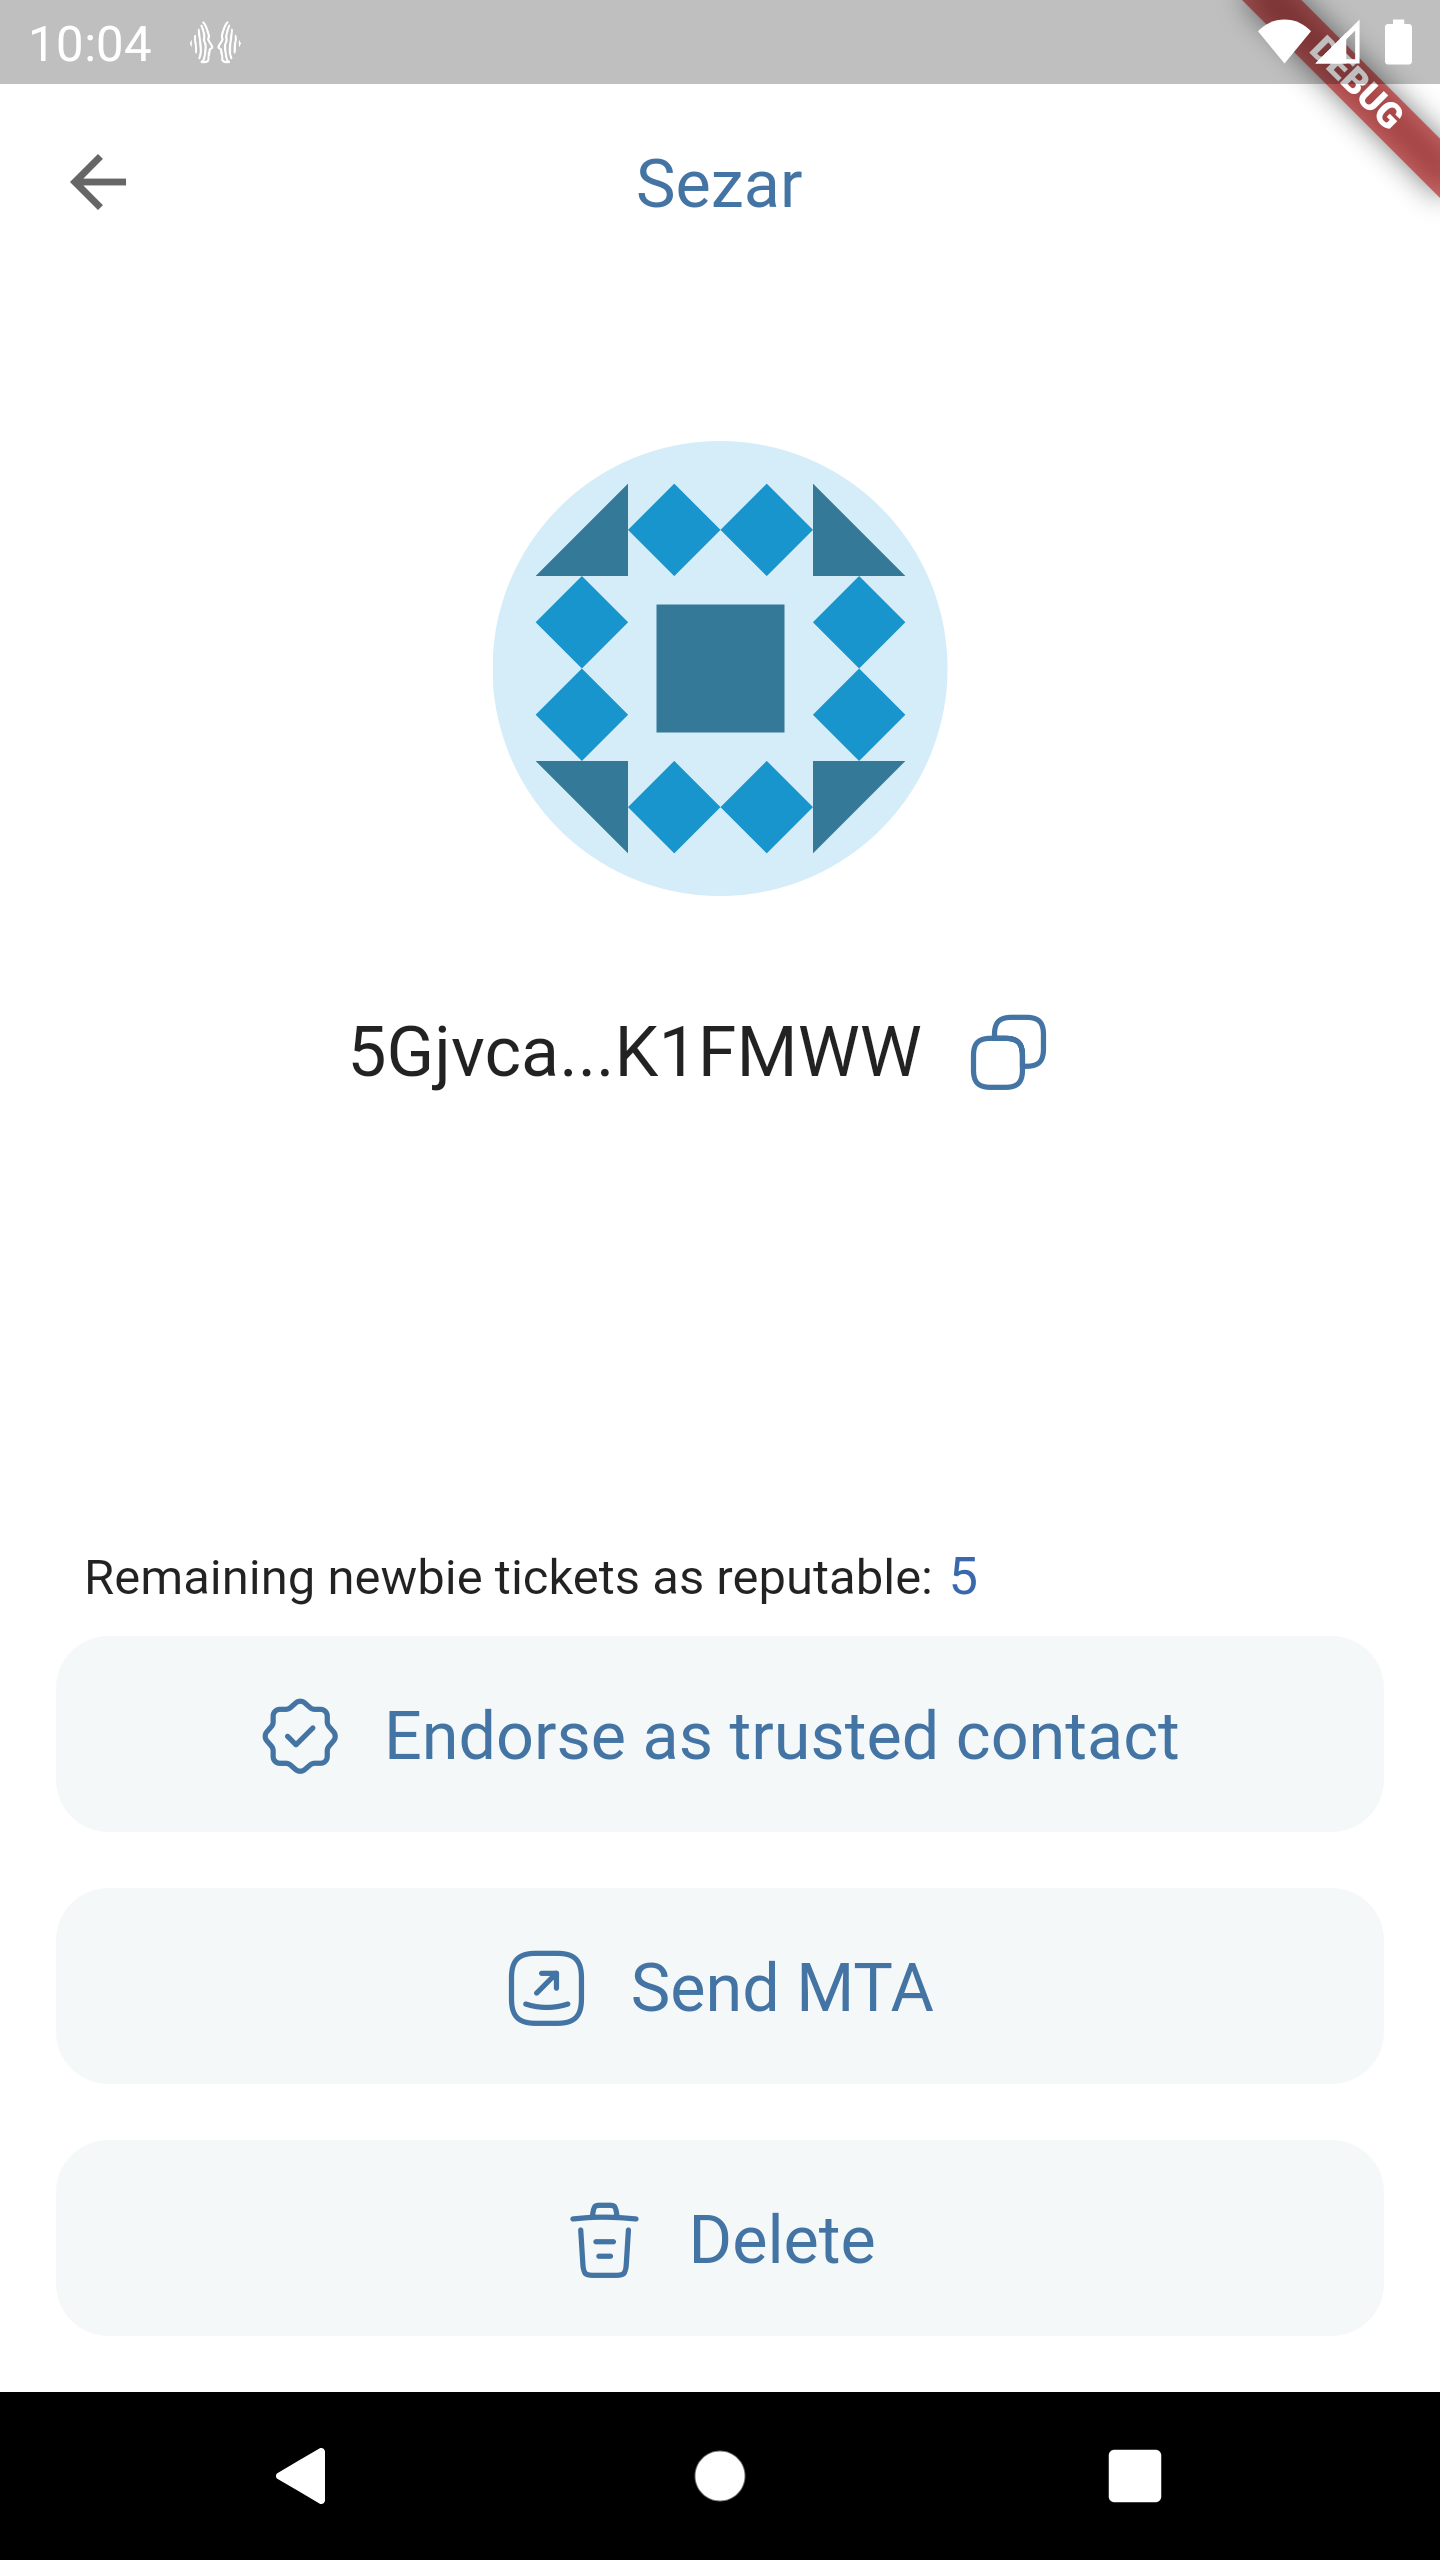 10:04
DEBUG
Sezar
5Gjvca...K1FMWW
Remaining newbie tickets as reputable: 5
Endorse as trusted contact
Send MTA
Delete